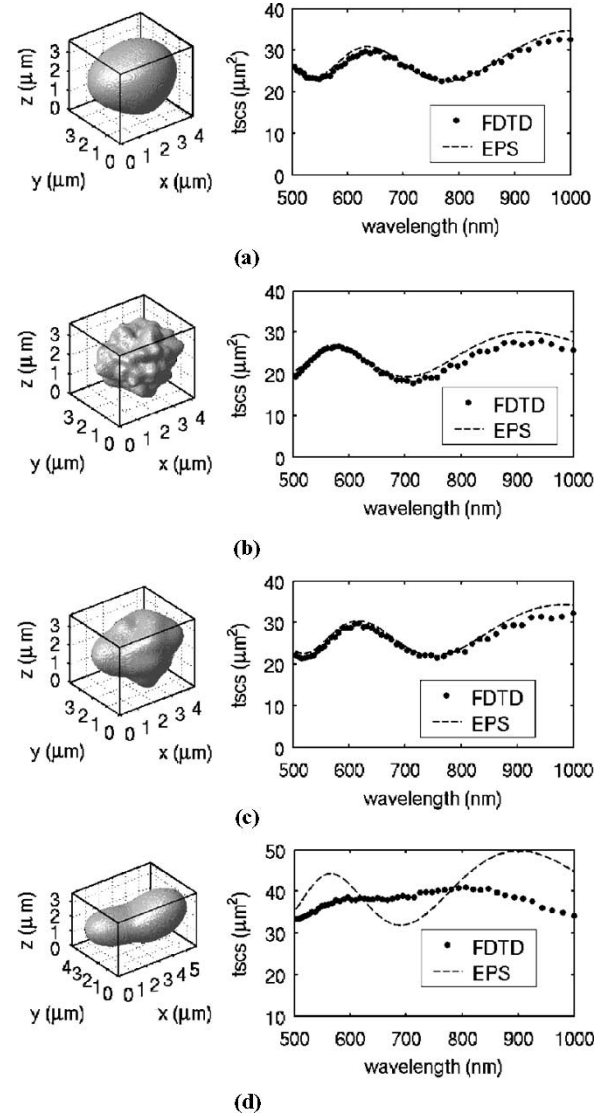 z (μm)
3
2
1
0
3 2 1 0
0 1 2 3 4
y (μm)
x (μm)
tscs (μm²)
40
30
20
10
0
FDTD
EPS
500 600 700 800 900 1000
wavelength (nm)
(a)
z (μm)
3
2
1
0
3 2 1 0
0 1 2 3 4
y (μm)
x (μm)
tscs (μm²)
40
30
20
10
0
FDTD
EPS
500 600 700 800 900 1000
wavelength (nm)
(b)
z (μm)
3
2
1
0
3 2 1 0
0 1 2 3 4
y (μm)
x (μm)
tscs (μm²)
40
30
20
10
0
FDTD
EPS
500 600 700 800 900 1000
wavelength (nm)
(c)
z (μm)
3
2
1
0
4 3 2 1 0
0 1 2 3 4 5
y (μm)
x (μm)
tscs (μm²)
50
40
30
20
10
FDTD
EPS
500 600 700 800 900 1000
wavelength (nm)
(d)